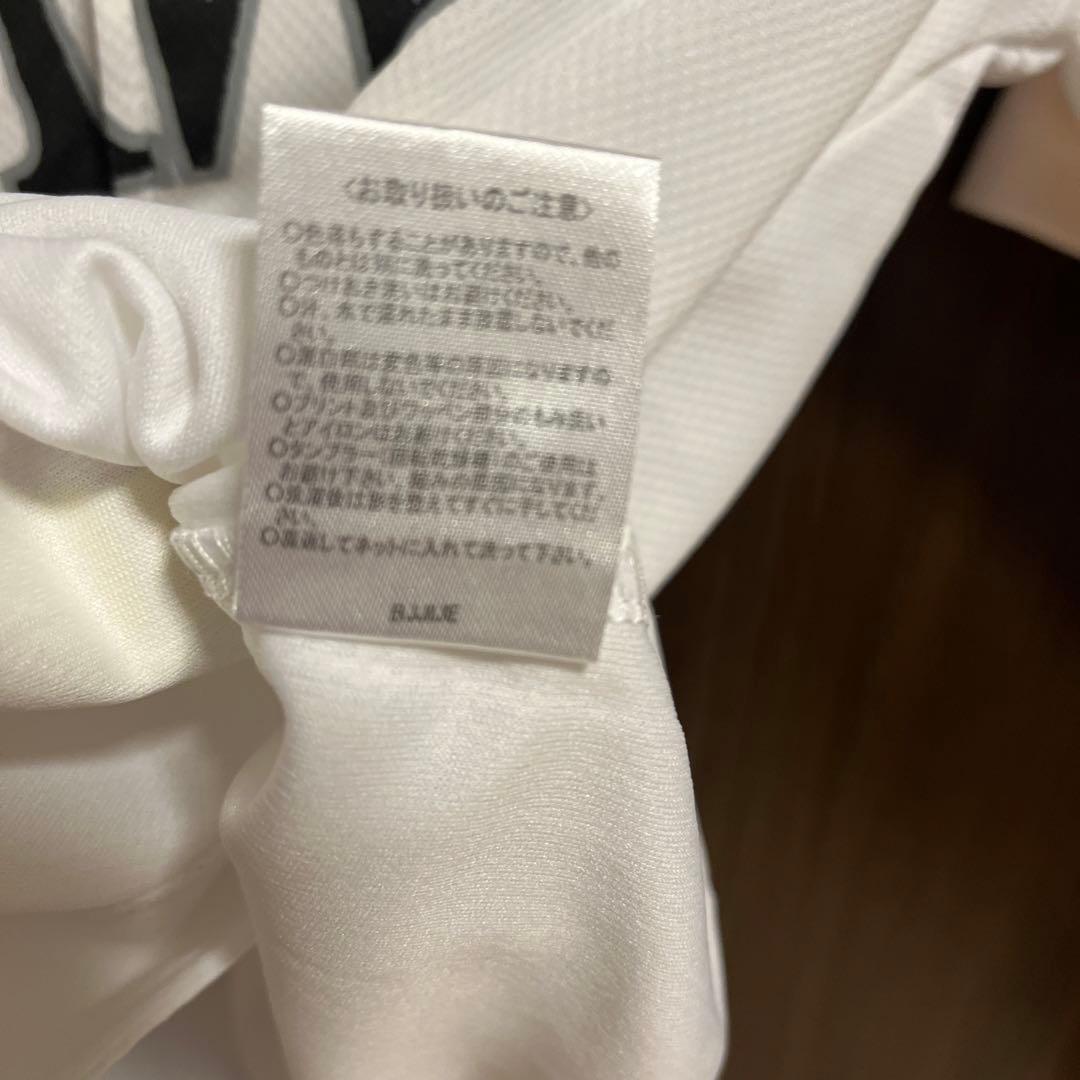 〈お取り扱いのご注意〉
○色落ちすることがありますので、他の
ものとは別に洗ってください。
○つけおき洗いはお避けください。
○汗、水で濡れたまま放置しないでくだ
さい。
○蛍白剤は変色等の原因になりますの
で、使用しないでください。
○プリント及びワッペン部分のもみ洗い
とアイロンはお避けください。
○タンブラー(回転乾燥機)のご使用は
お避け下さい。縮みの原因になります。
○洗濯後は形を整えてすぐに干してくだ
さい。
○裏返してネットに入れて洗って下さい。